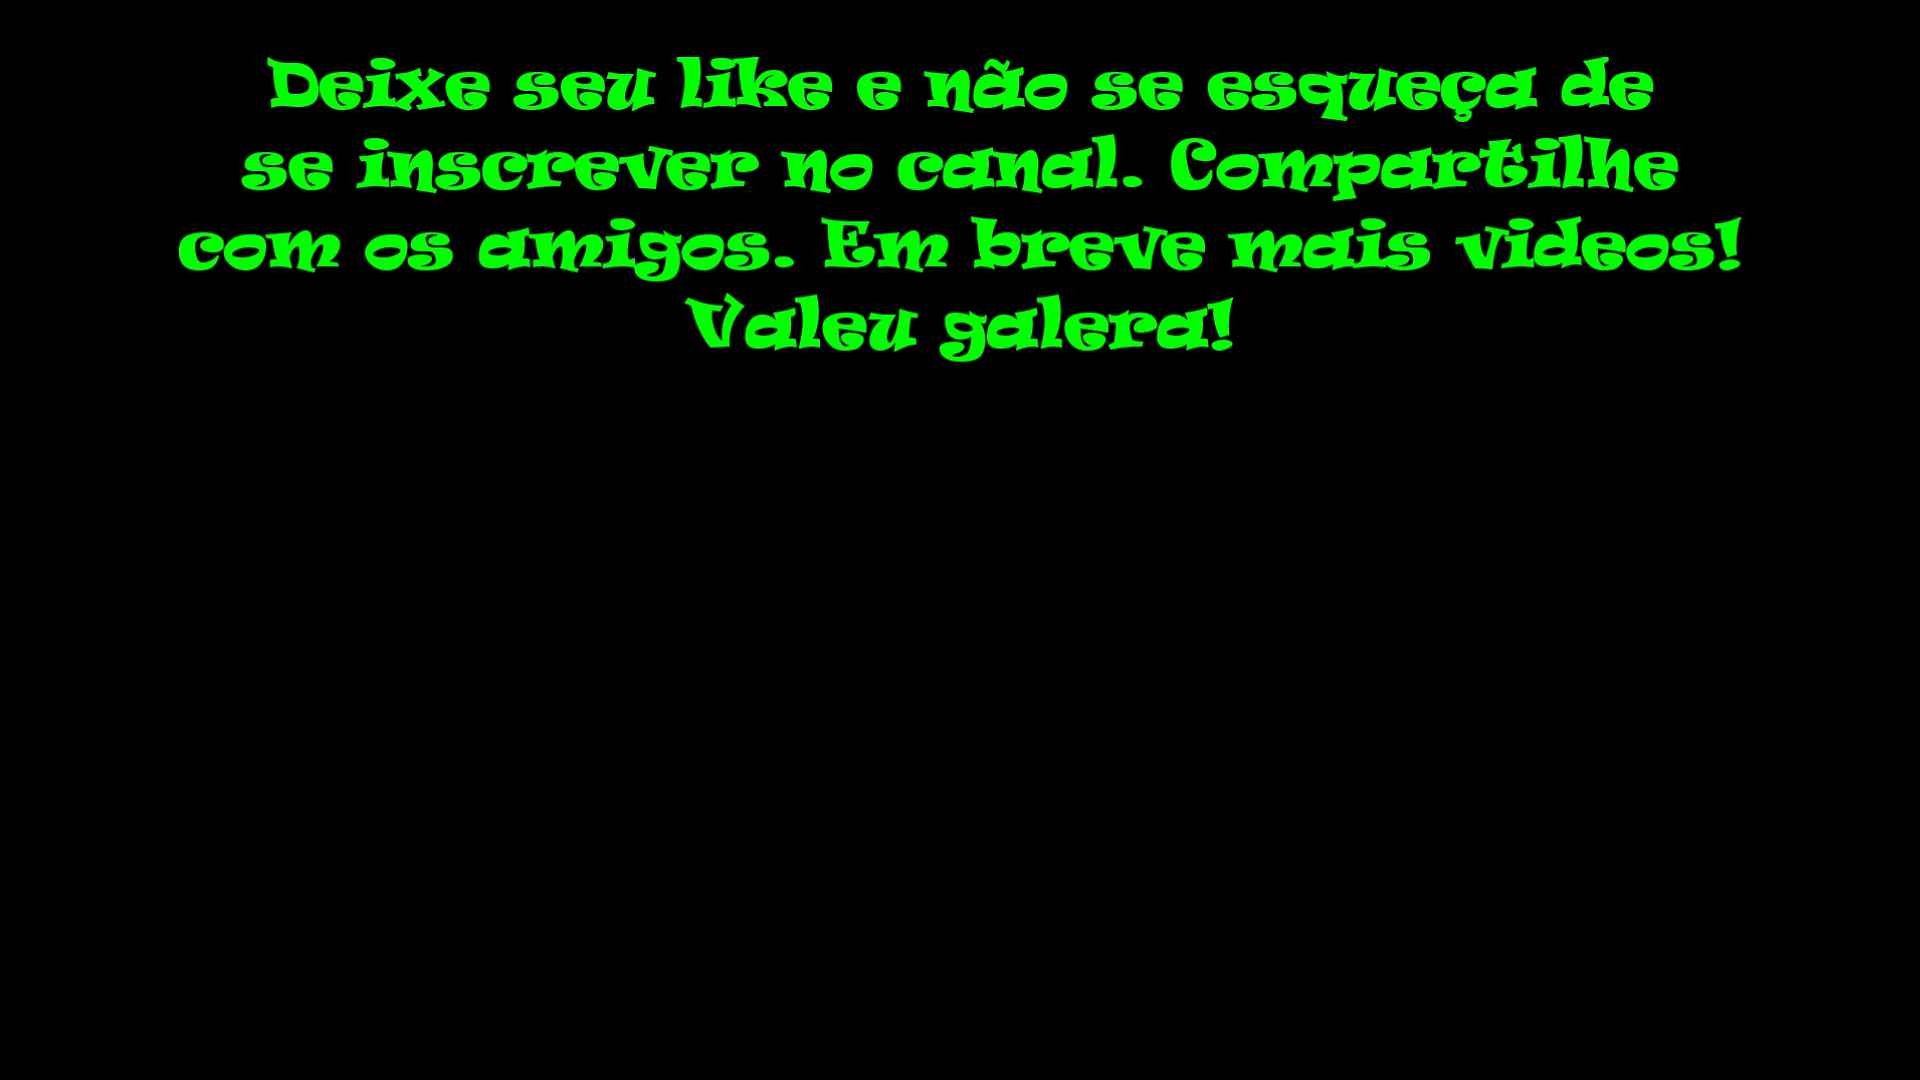 Deixe seu like e não se esqueça de
se inscrever no canal. Compartilhe
com os amigos. Em breve mais videos!
Valeu galera!